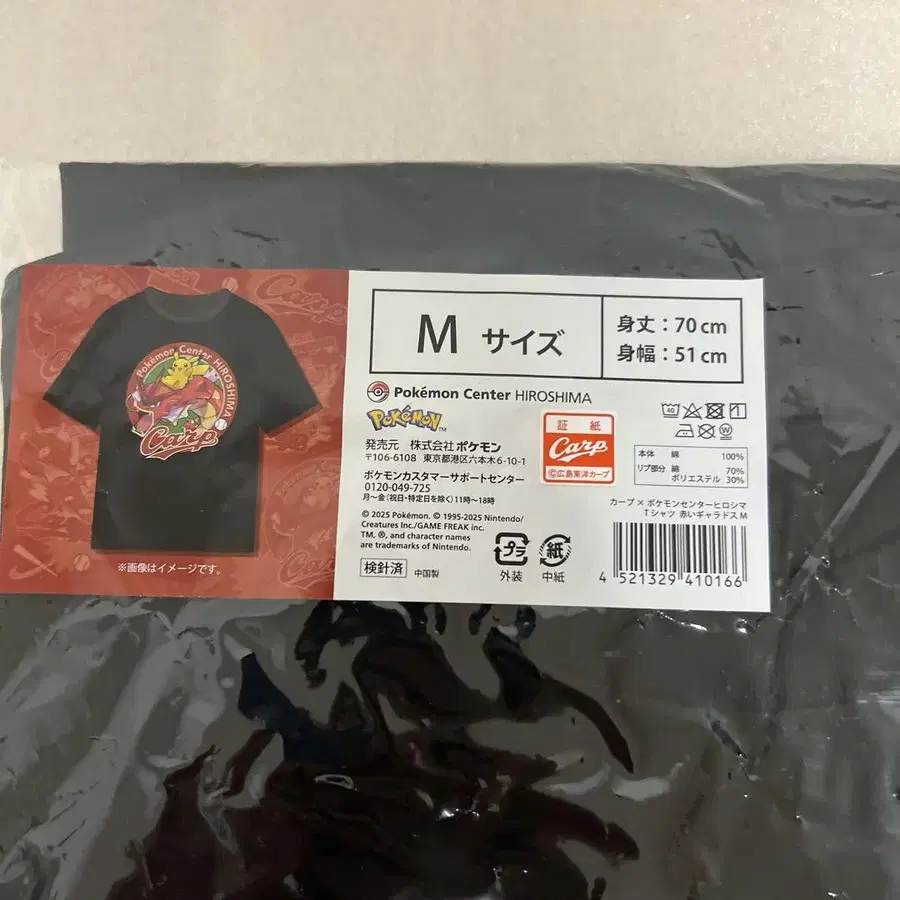 Pokémon Center HIROSHIMA
Carp
※画像はイメージです。
M サイズ
身丈：70cm
身幅：51cm
Pokémon Center HIROSHIMA
POKéMON™
発売元 株式会社 ポケモン
〒106-6108 東京都港区六本木6-10-1
ポケモンカスタマーサポートセンター
0120-049-725
月〜金(祝日・特定日を除く)11時〜18時
© 2025 Pokémon. © 1995-2025 Nintendo/
Creatures Inc./GAME FREAK inc.
TM, ®, and character names
are trademarks of Nintendo.
検針済 中国製
証紙
Carp
©広島東洋カープ
プラ
外装
紙
中紙
40
W
本体 綿 100%
リブ部分 綿 70%
ポリエステル 30%
カープ × ポケモンセンターヒロシマ
Tシャツ 赤いギャラドス M
4 521329 410166